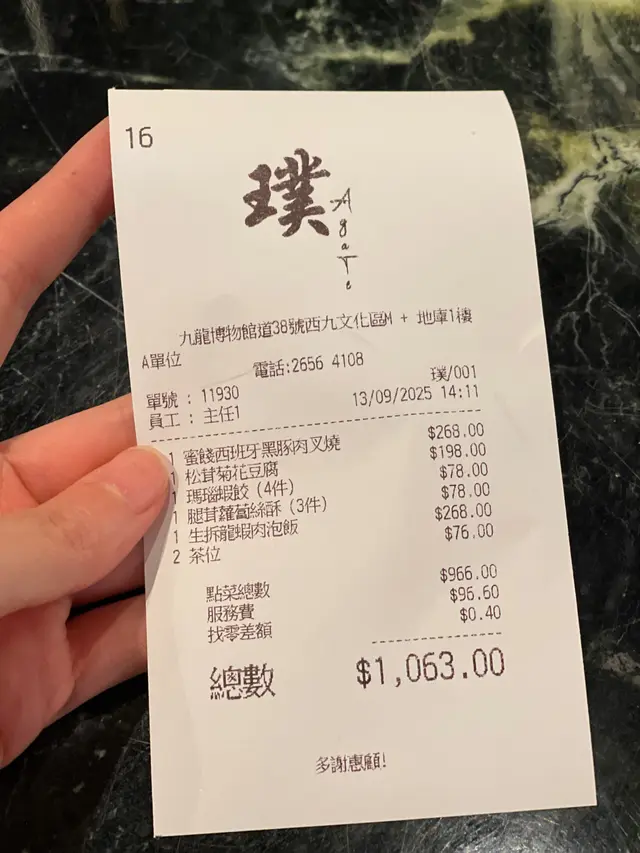 16
璞
Agate
九龍博物館道38號西九文化區M + 地庫1樓
A單位
電話:2656 4108
單號 : 11930 璞/001
員工 : 主任1 13/09/2025 14:11
1 蜜餞西班牙黑豚肉叉燒 $268.00
1 松茸菊花豆腐 $198.00
1 瑪瑙蝦餃 (4件) $78.00
1 腿茸蘿蔔絲酥 (3件) $78.00
1 生拆龍蝦肉泡飯 $268.00
2 茶位 $76.00
點菜總數 $966.00
服務費 $96.60
找零差額 $0.40
總數 $1,063.00
多謝惠顧!